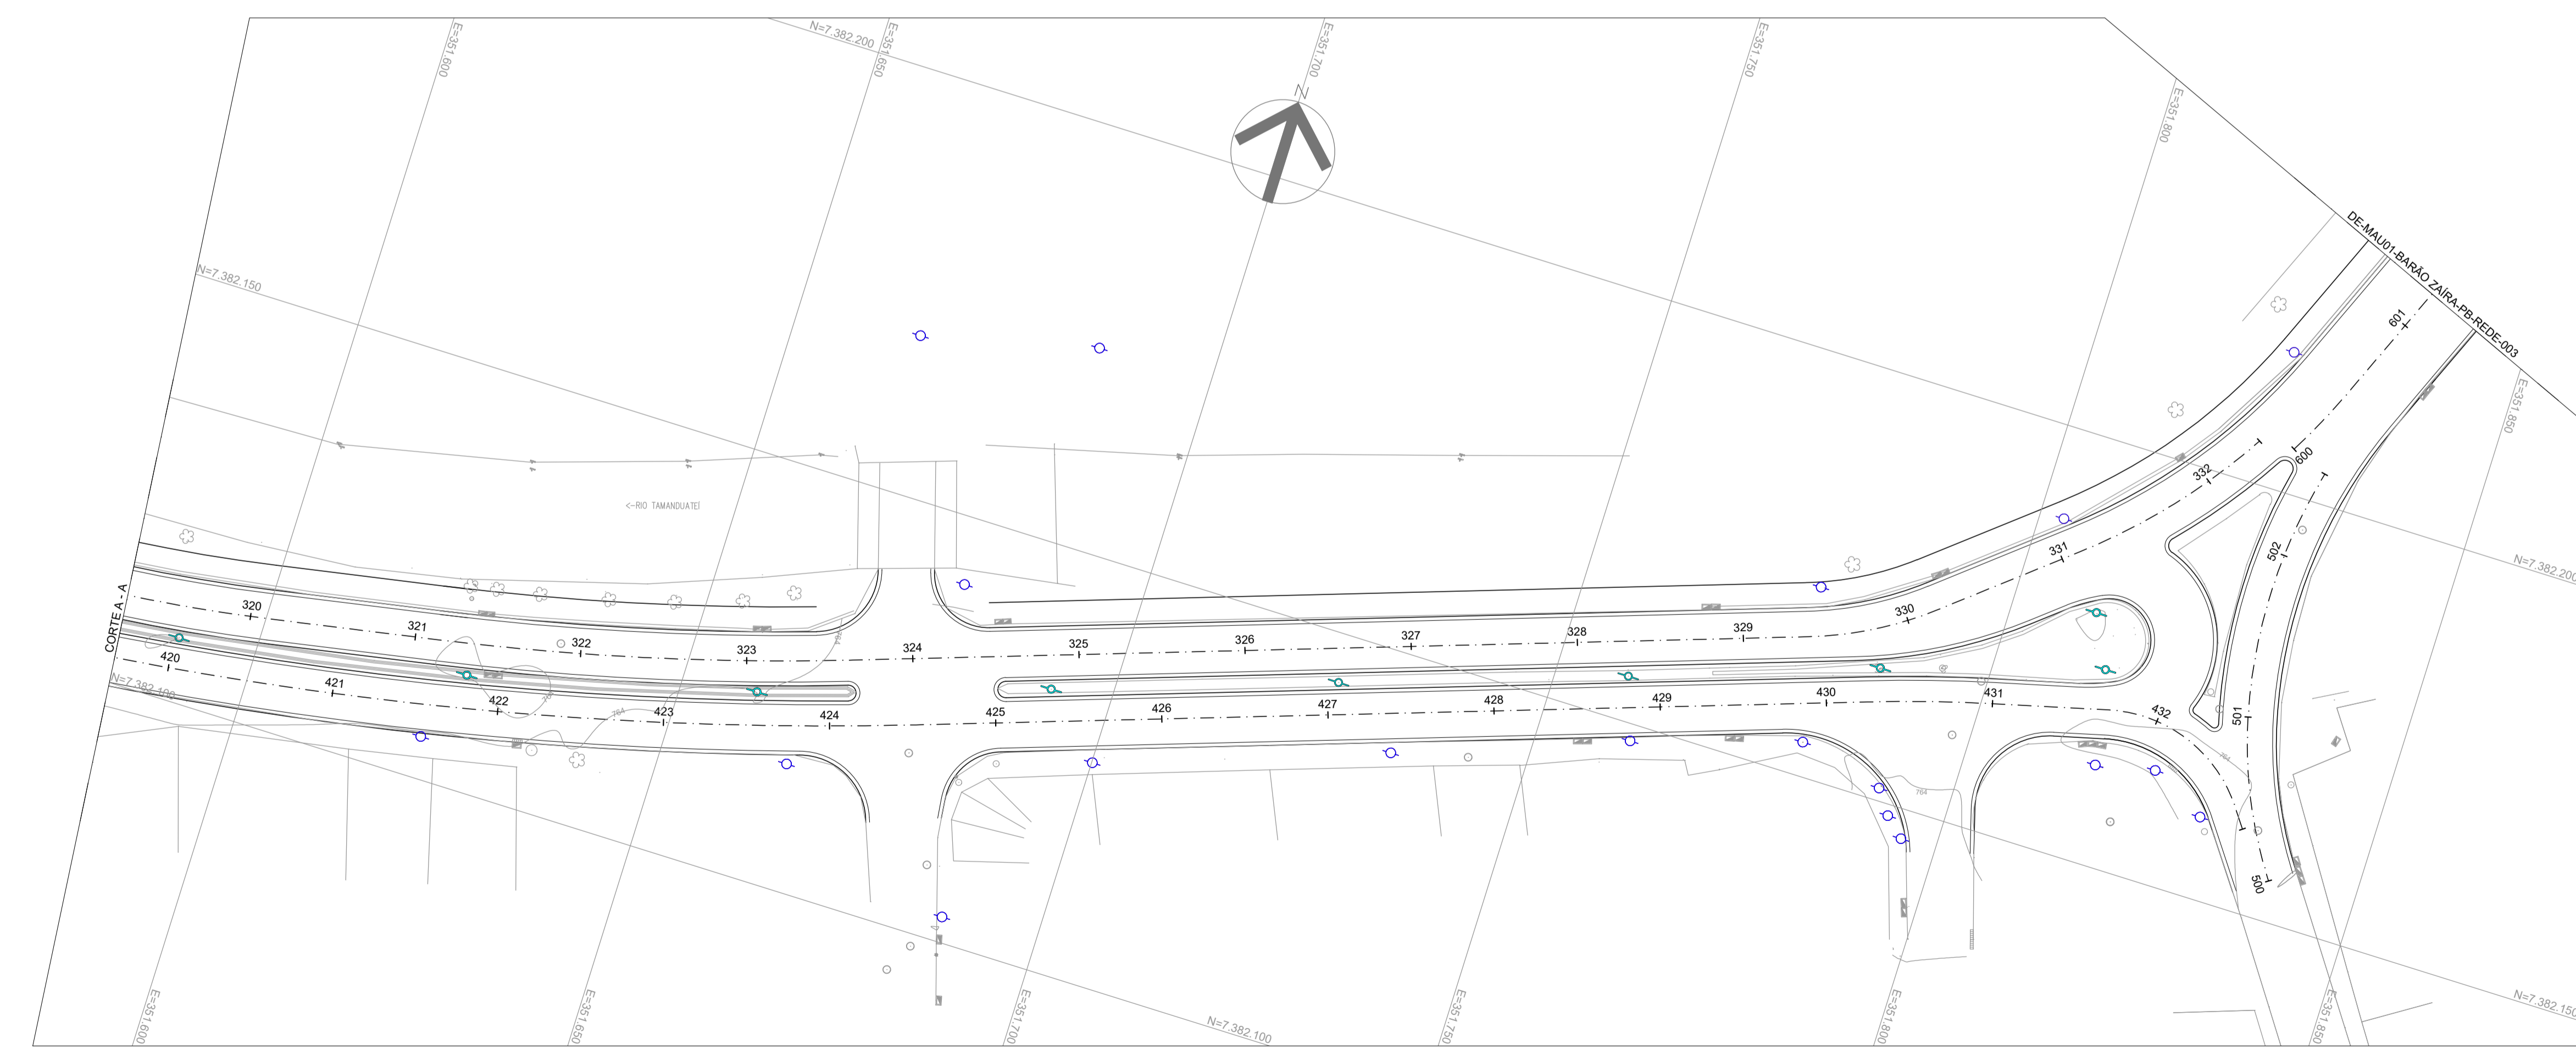 N=7.382.200
E=351.600
E=351.650
E=351.700
E=351.750
E=351.800
N
DE-MAU01-BARÃO ZAÍRA-PB-REDE-003
N=7.382.150
601
E=351.850
600
332
<-RIO TAMANDUATEÍ
502
331
N=7.382.200
CORTE A - A
320
321
322
323
324
325
326
327
328
329
330
764
420
421
422
423
424
425
426
427
428
429
430
431
432
501
N=7.382.100
764
764
764
500
E=351.600
E=351.650
E=351.700
E=351.750
E=351.800
E=351.850
N=7.382.100
N=7.382.150